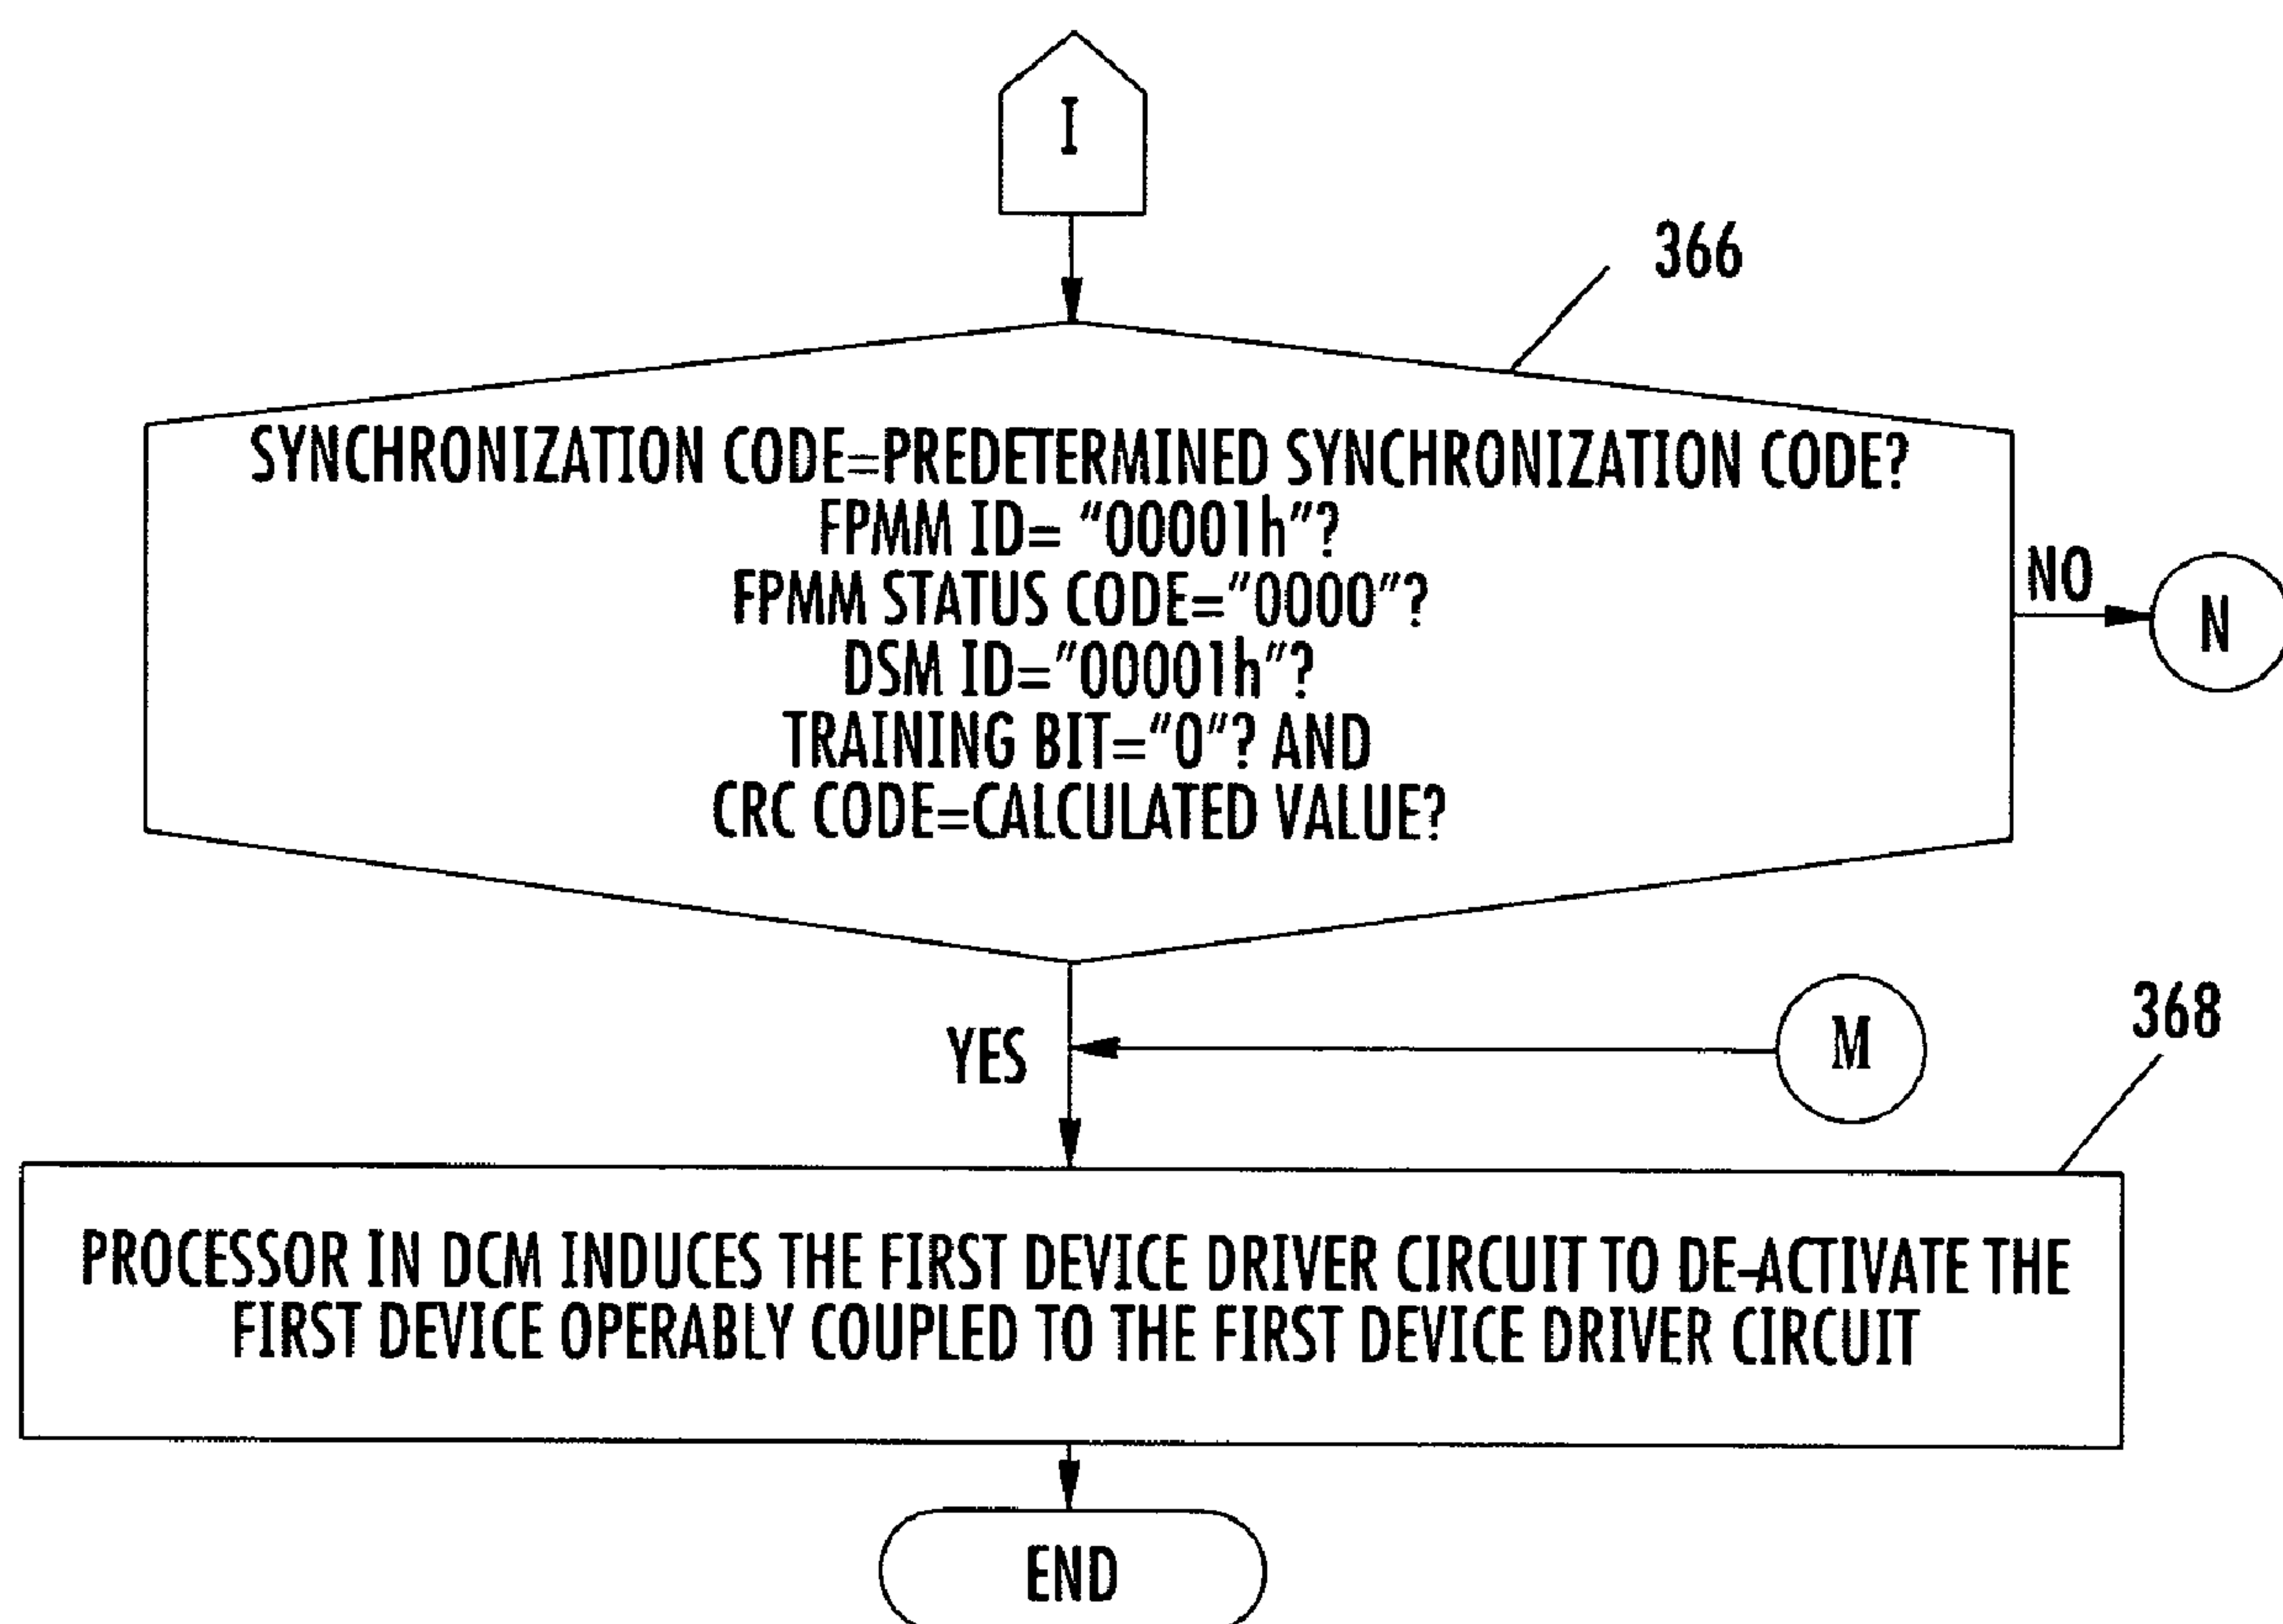 I
366
SYNCHRONIZATION CODE=PREDETERMINED SYNCHRONIZATION CODE?
FPMM ID= “00001h”?
FPMM STATUS CODE=”0000”?
DSM ID=”00001h”?
TRAINING BIT=“0”? AND
CRC CODE=CALCULATED VALUE?
NO
N
YES
M
368
PROCESSOR IN DCM INDUCES THE FIRST DEVICE DRIVER CIRCUIT TO DE-ACTIVATE THE
FIRST DEVICE OPERABLY COUPLED TO THE FIRST DEVICE DRIVER CIRCUIT
END